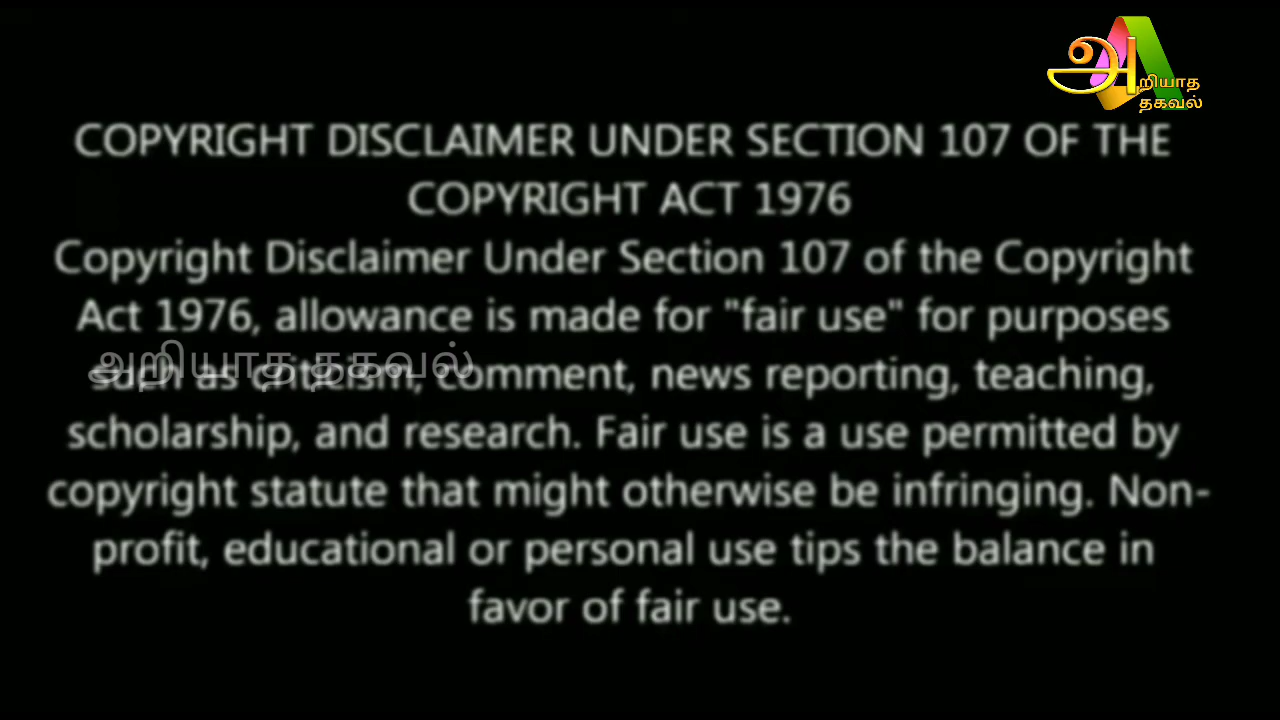 அறியாத
தகவல்
COPYRIGHT DISCLAIMER UNDER SECTION 107 OF THE
COPYRIGHT ACT 1976
Copyright Disclaimer Under Section 107 of the Copyright
Act 1976, allowance is made for "fair use" for purposes
அறியாத தகவல்
such as criticism, comment, news reporting, teaching,
scholarship, and research. Fair use is a use permitted by
copyright statute that might otherwise be infringing. Non-
profit, educational or personal use tips the balance in
favor of fair use.